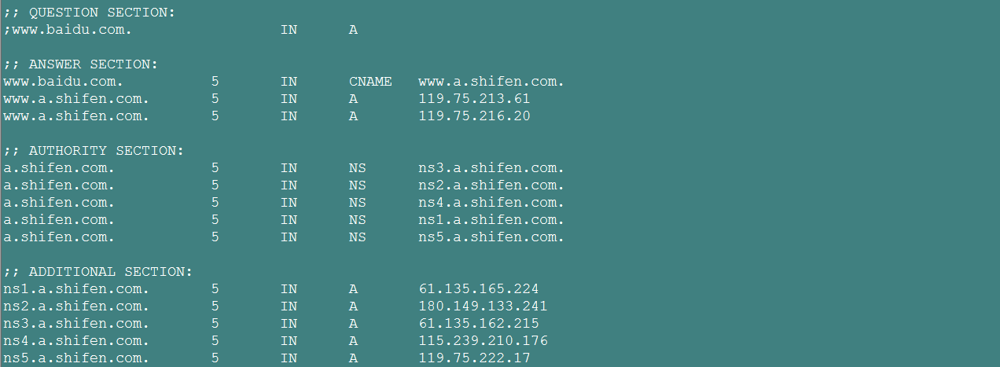 ;; QUESTION SECTION:
;www.baidu.com. IN A
;; ANSWER SECTION:
www.baidu.com. 5 IN CNAME www.a.shifen.com.
www.a.shifen.com. 5 IN A 119.75.213.61
www.a.shifen.com. 5 IN A 119.75.216.20
;; AUTHORITY SECTION:
a.shifen.com. 5 IN NS ns3.a.shifen.com.
a.shifen.com. 5 IN NS ns2.a.shifen.com.
a.shifen.com. 5 IN NS ns4.a.shifen.com.
a.shifen.com. 5 IN NS ns1.a.shifen.com.
a.shifen.com. 5 IN NS ns5.a.shifen.com.
;; ADDITIONAL SECTION:
ns1.a.shifen.com. 5 IN A 61.135.165.224
ns2.a.shifen.com. 5 IN A 180.149.133.241
ns3.a.shifen.com. 5 IN A 61.135.162.215
ns4.a.shifen.com. 5 IN A 115.239.210.176
ns5.a.shifen.com. 5 IN A 119.75.222.17